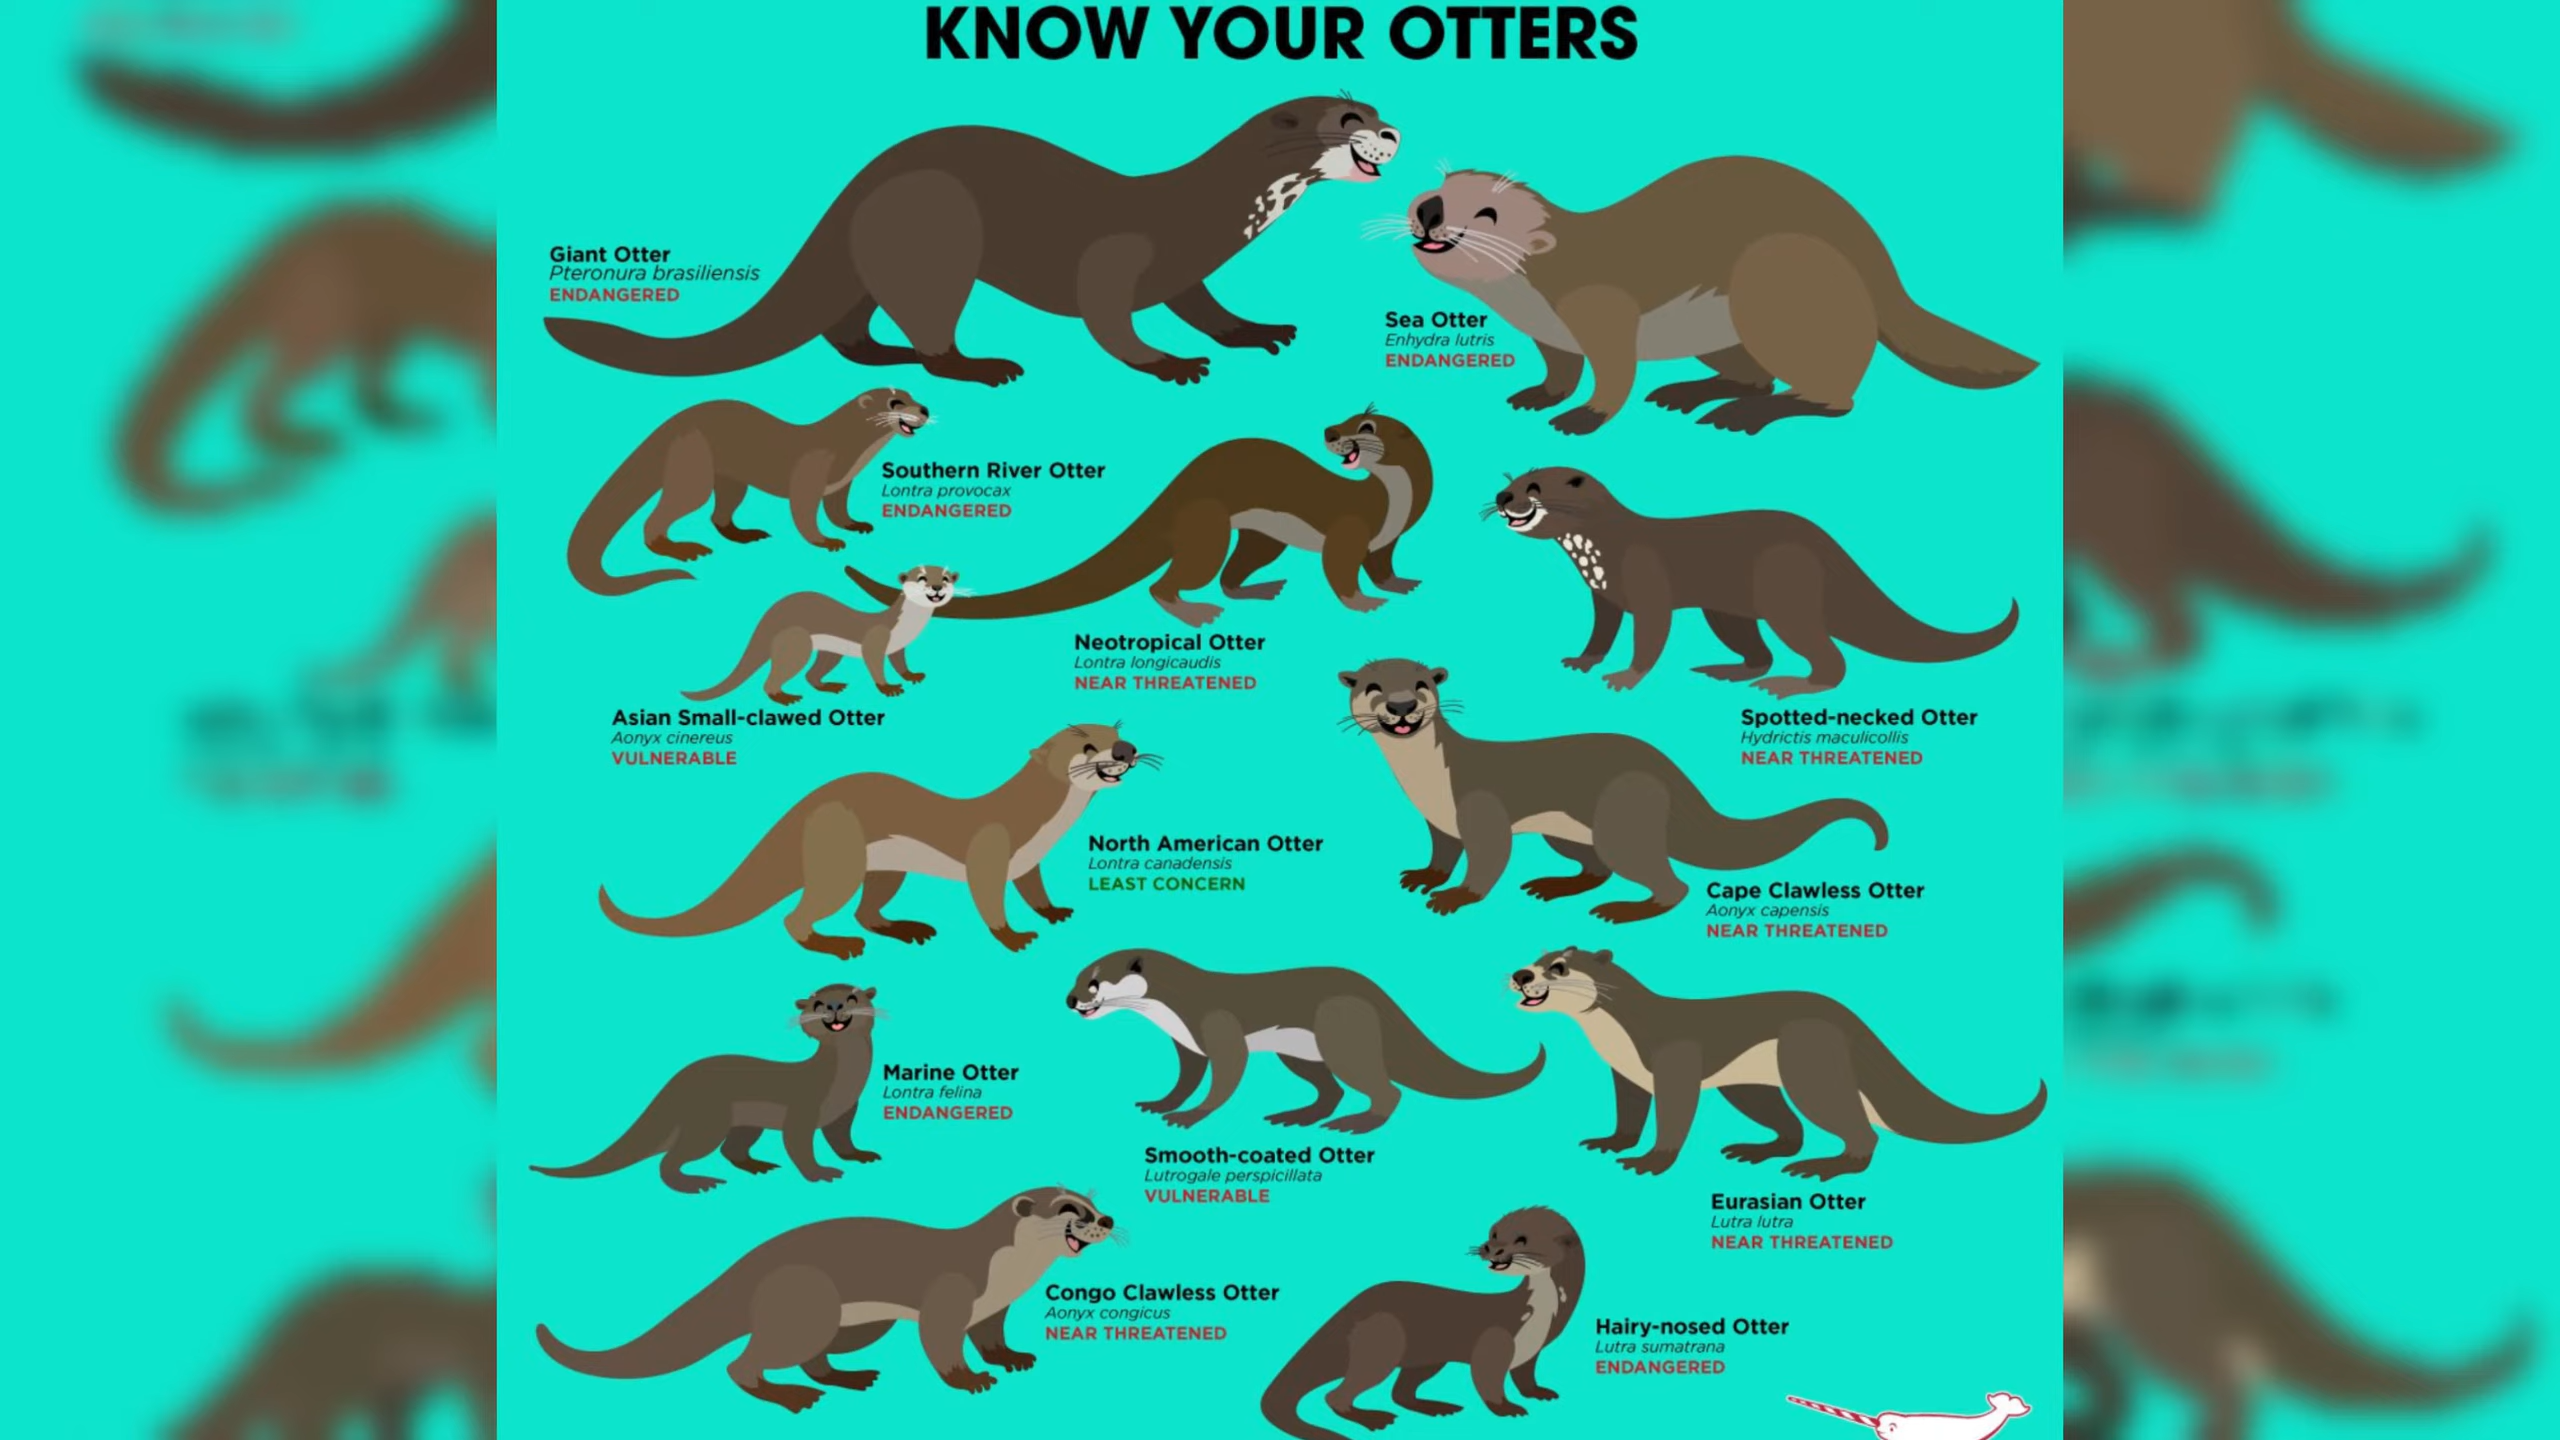 KNOW YOUR OTTERS
Giant Otter
Pteronura brasiliensis
ENDANGERED
Sea Otter
Enhydra lutris
ENDANGERED
Southern River Otter
Lontra provocax
ENDANGERED
Neotropical Otter
Lontra longicaudis
NEAR THREATENED
Asian Small-clawed Otter
Aonyx cinereus
VULNERABLE
Spotted-necked Otter
Hydrictis maculicollis
NEAR THREATENED
North American Otter
Lontra canadensis
LEAST CONCERN
Cape Clawless Otter
Aonyx capensis
NEAR THREATENED
Marine Otter
Lontra felina
ENDANGERED
Smooth-coated Otter
Lutrogale perspicillata
VULNERABLE
Eurasian Otter
Lutra lutra
NEAR THREATENED
Congo Clawless Otter
Aonyx congicus
NEAR THREATENED
Hairy-nosed Otter
Lutra sumatrana
ENDANGERED